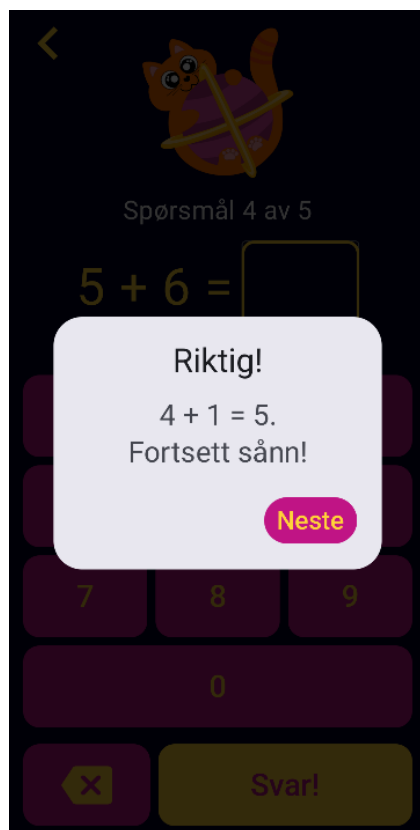 Spørsmål 4 av 5
5 + 6 =
Riktig!
4 + 1 = 5.
Fortsett sånn!
Neste
7 8 9
0
Svar!